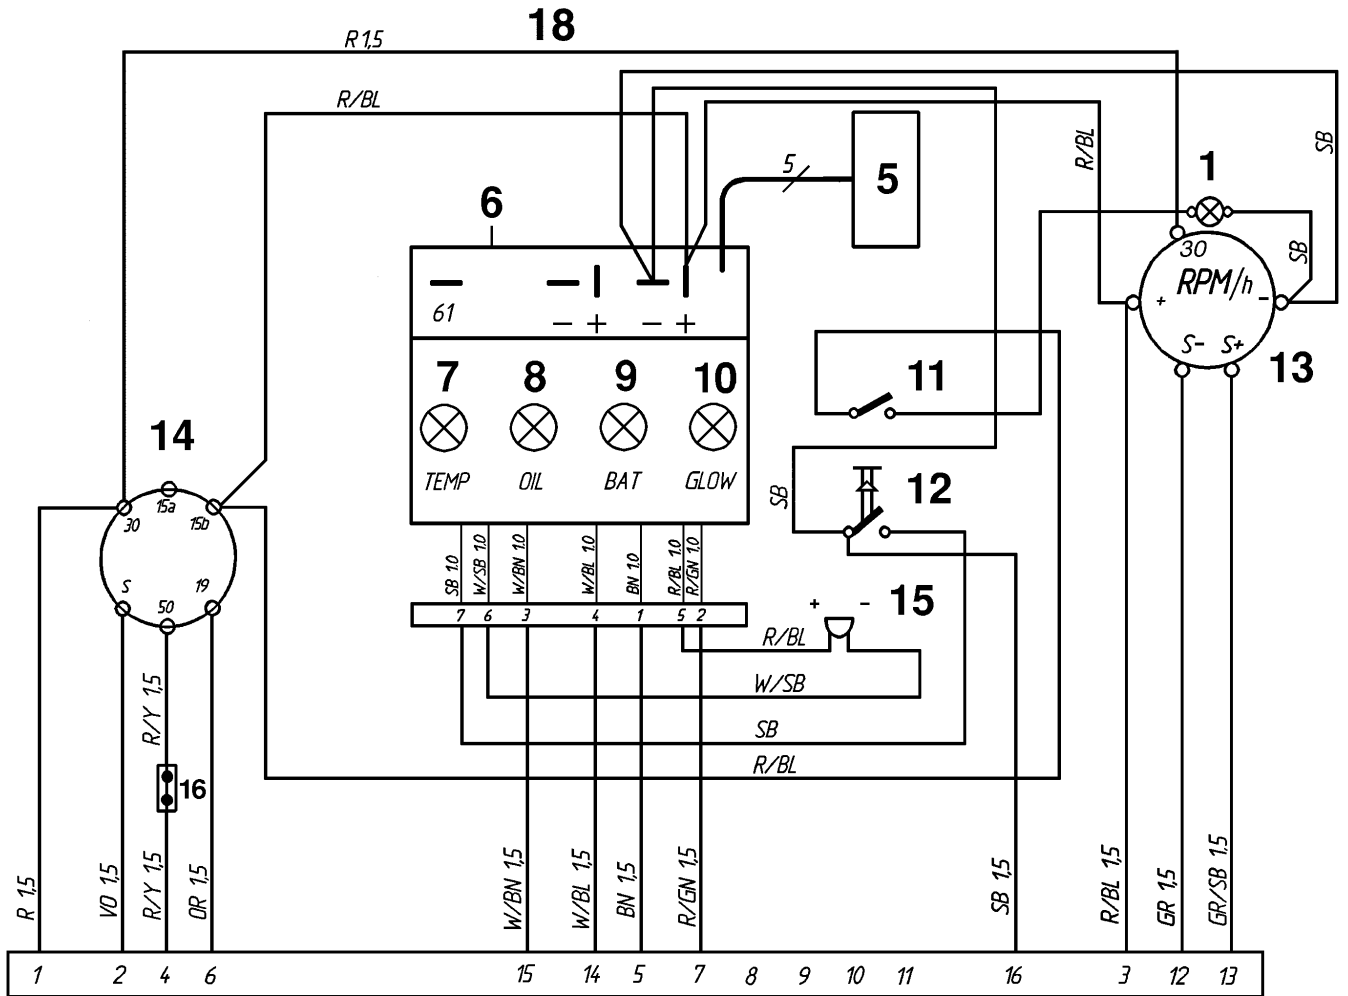 18
R 1,5
R/BL
5
5
R/BL
SB
1
6
SB
30
RPM/h
+ -
S- S+
13
61
- + - +
7 8 9 10
TEMP OIL BAT GLOW
11
12
SB
14
30 15a 15b
S 50 19
SB 1.0
W/SB 1.0
W/BN 1.0
W/BL 1.0
BN 1.0
R/BL 1.0
R/GN 1.0
7 6 3 4 1 5 2
+ - 15
R/BL
W/SB
SB
R/BL
R/Y 1,5
16
R 1,5
VO 1,5
R/Y 1,5
OR 1,5
W/BN 1,5
W/BL 1,5
BN 1,5
R/GN 1,5
SB 1,5
R/BL 1,5
GR 1,5
GR/SB 1.5
1 2 4 6 15 14 5 7 8 9 10 11 16 3 12 13